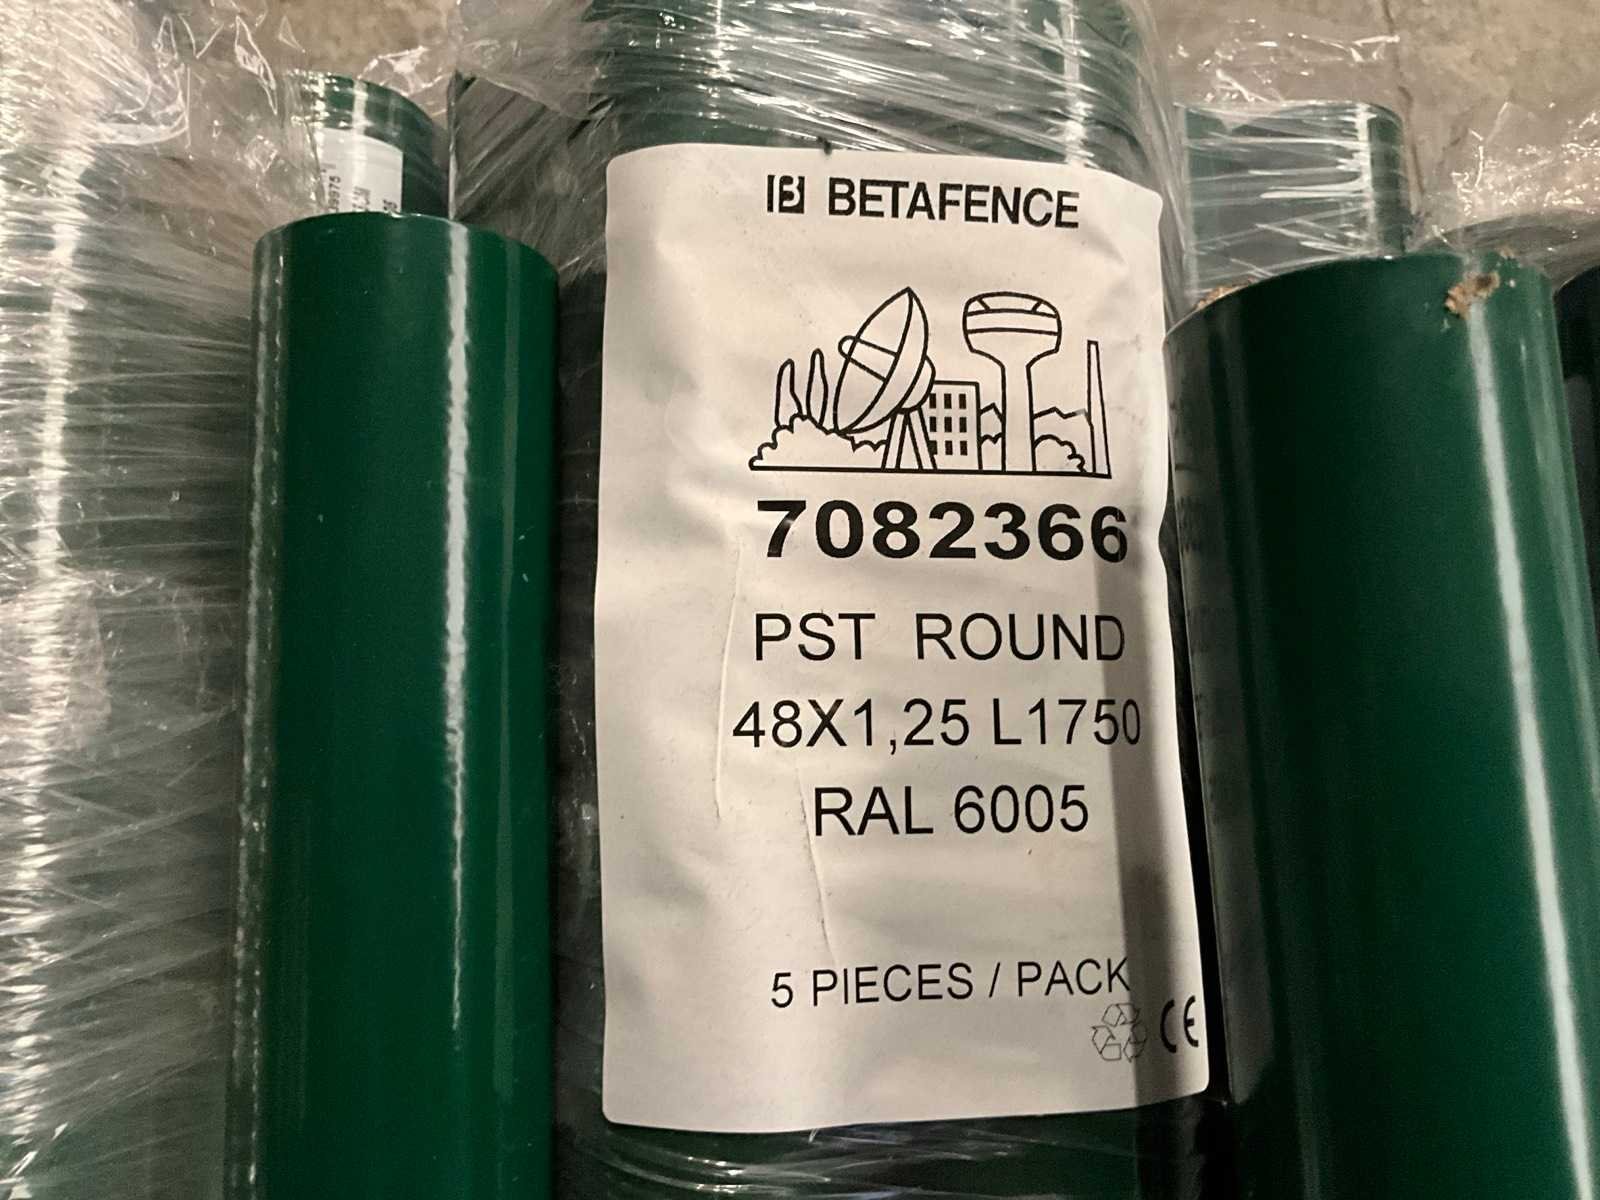 BETAFENCE
7082366
PST ROUND
48X1,25 L1750
RAL 6005
5 PIECES / PACK
CE